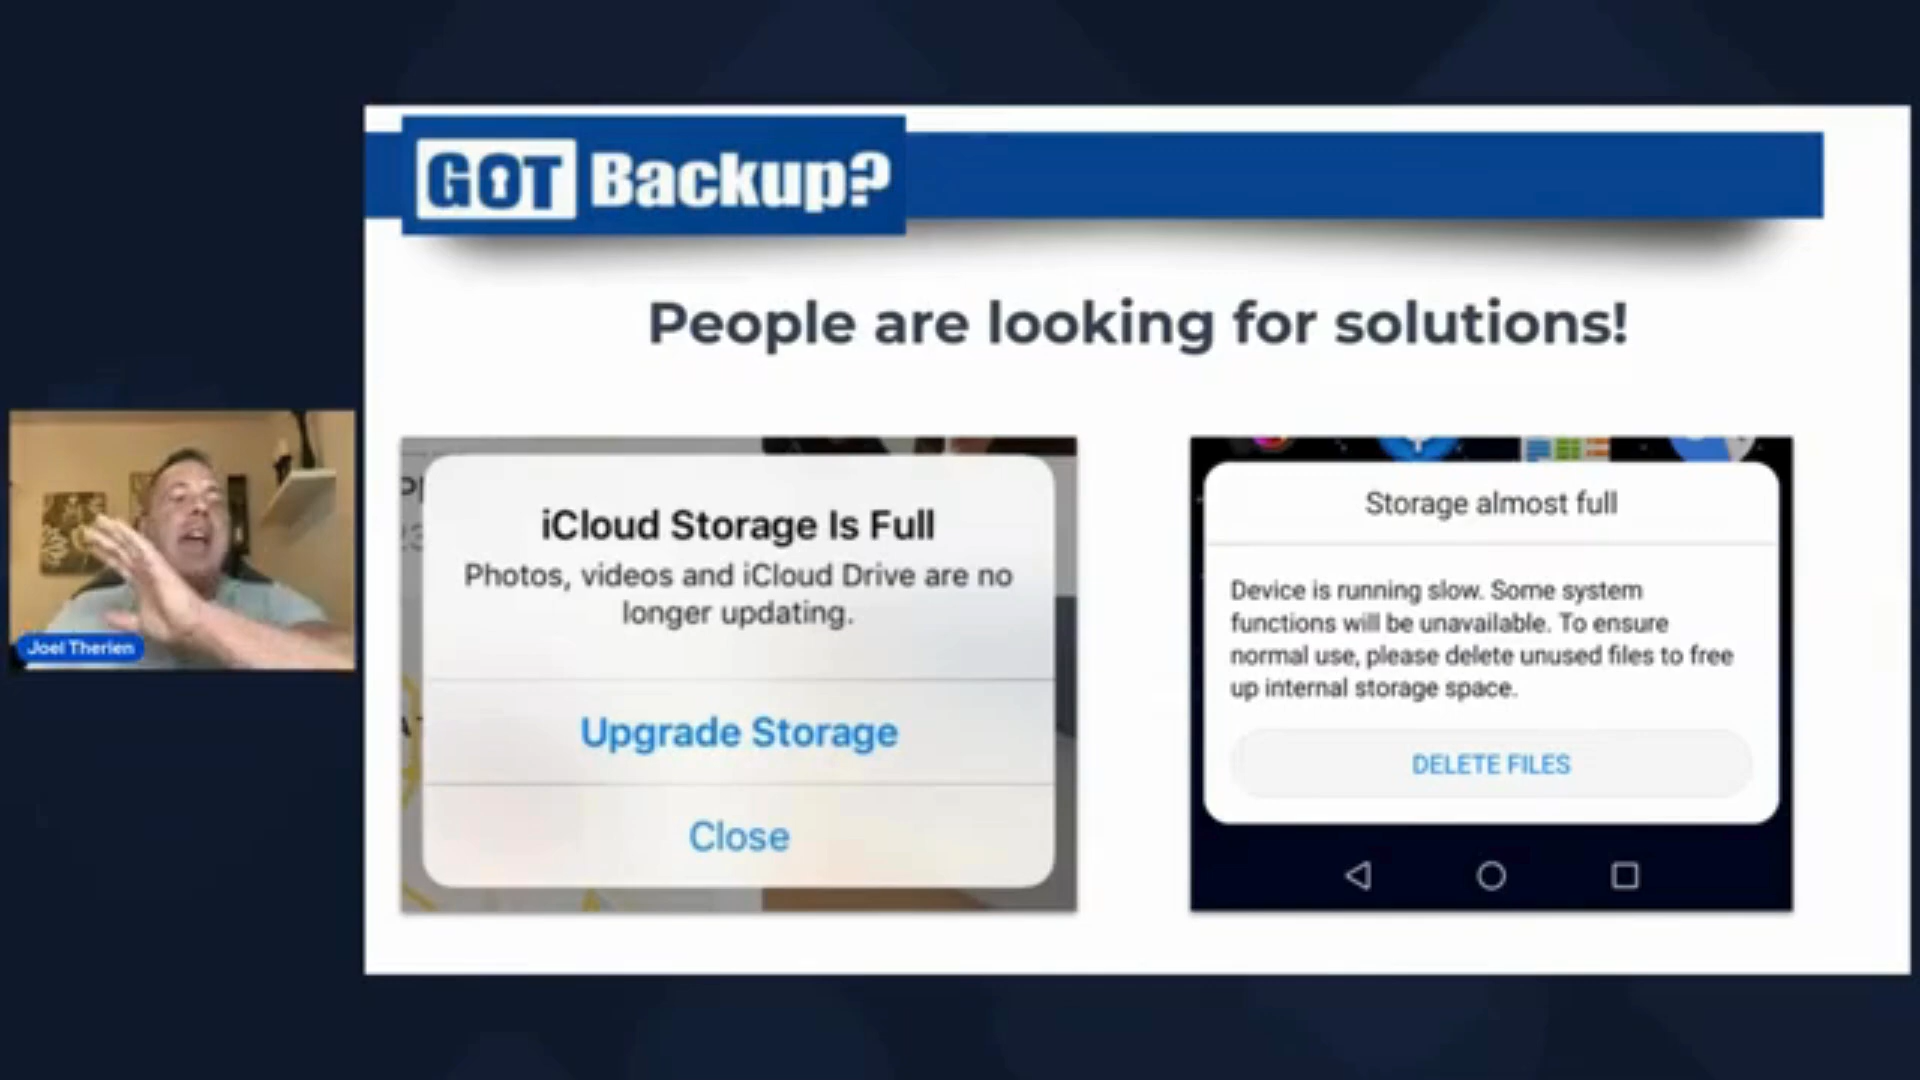 GOT Backup?
People are looking for solutions!
iCloud Storage Is Full
Photos, videos and iCloud Drive are no
longer updating.
Upgrade Storage
Close
Storage almost full
Device is running slow. Some system
functions will be unavailable. To ensure
normal use, please delete unused files to free
up internal storage space.
DELETE FILES
Joel Therien